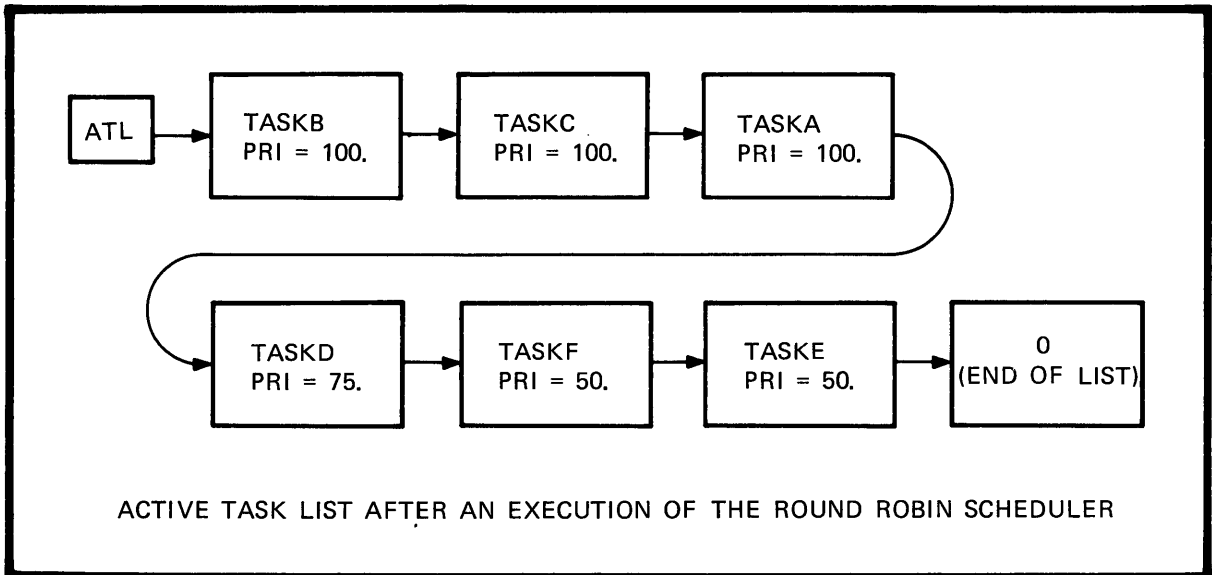 ATL
TASKB
PRI = 100.
TASKC
PRI = 100.
TASKA
PRI = 100.
TASKD
PRI = 75.
TASKF
PRI = 50.
TASKE
PRI = 50.
0
(END OF LIST)
ACTIVE TASK LIST AFTER AN EXECUTION OF THE ROUND ROBIN SCHEDULER